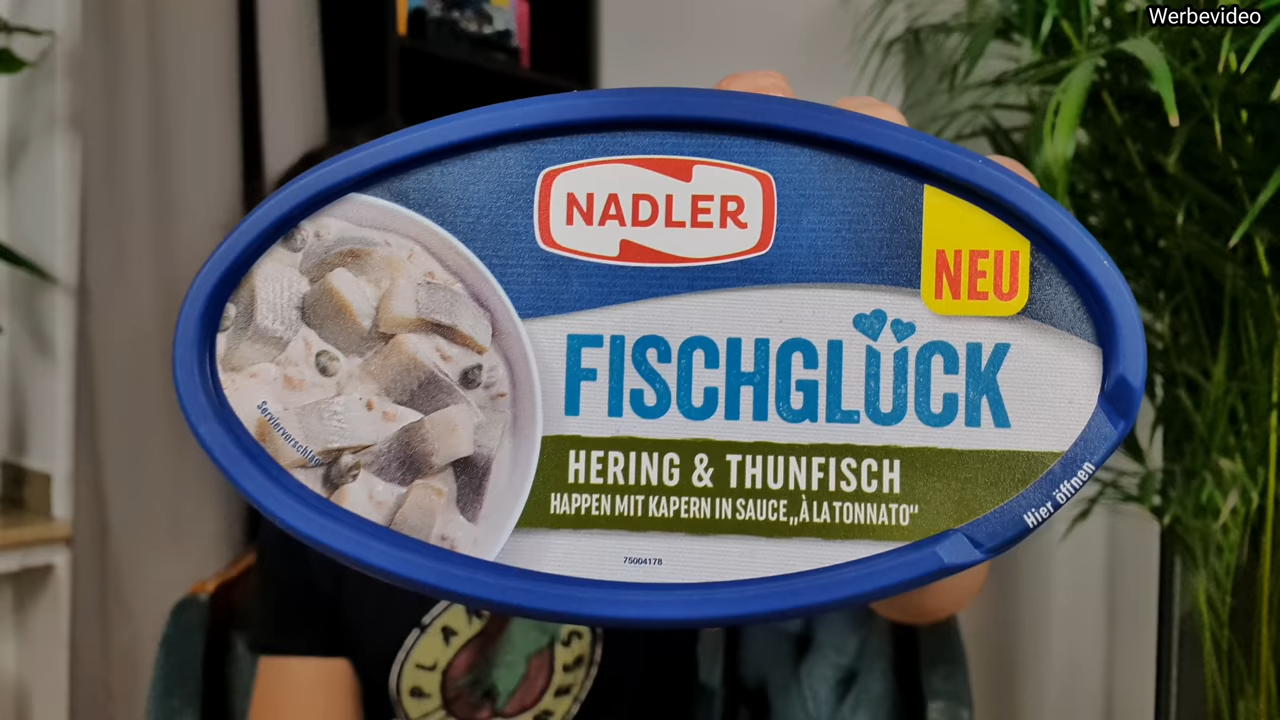 Werbevideo
NADLER
NEU
FISCHGLÜCK
HERING & THUNFISCH
HAPPEN MIT KAPERN IN SAUCE „À LA TONNATO“
Serviervorschlag
Hier öffnen
75004178